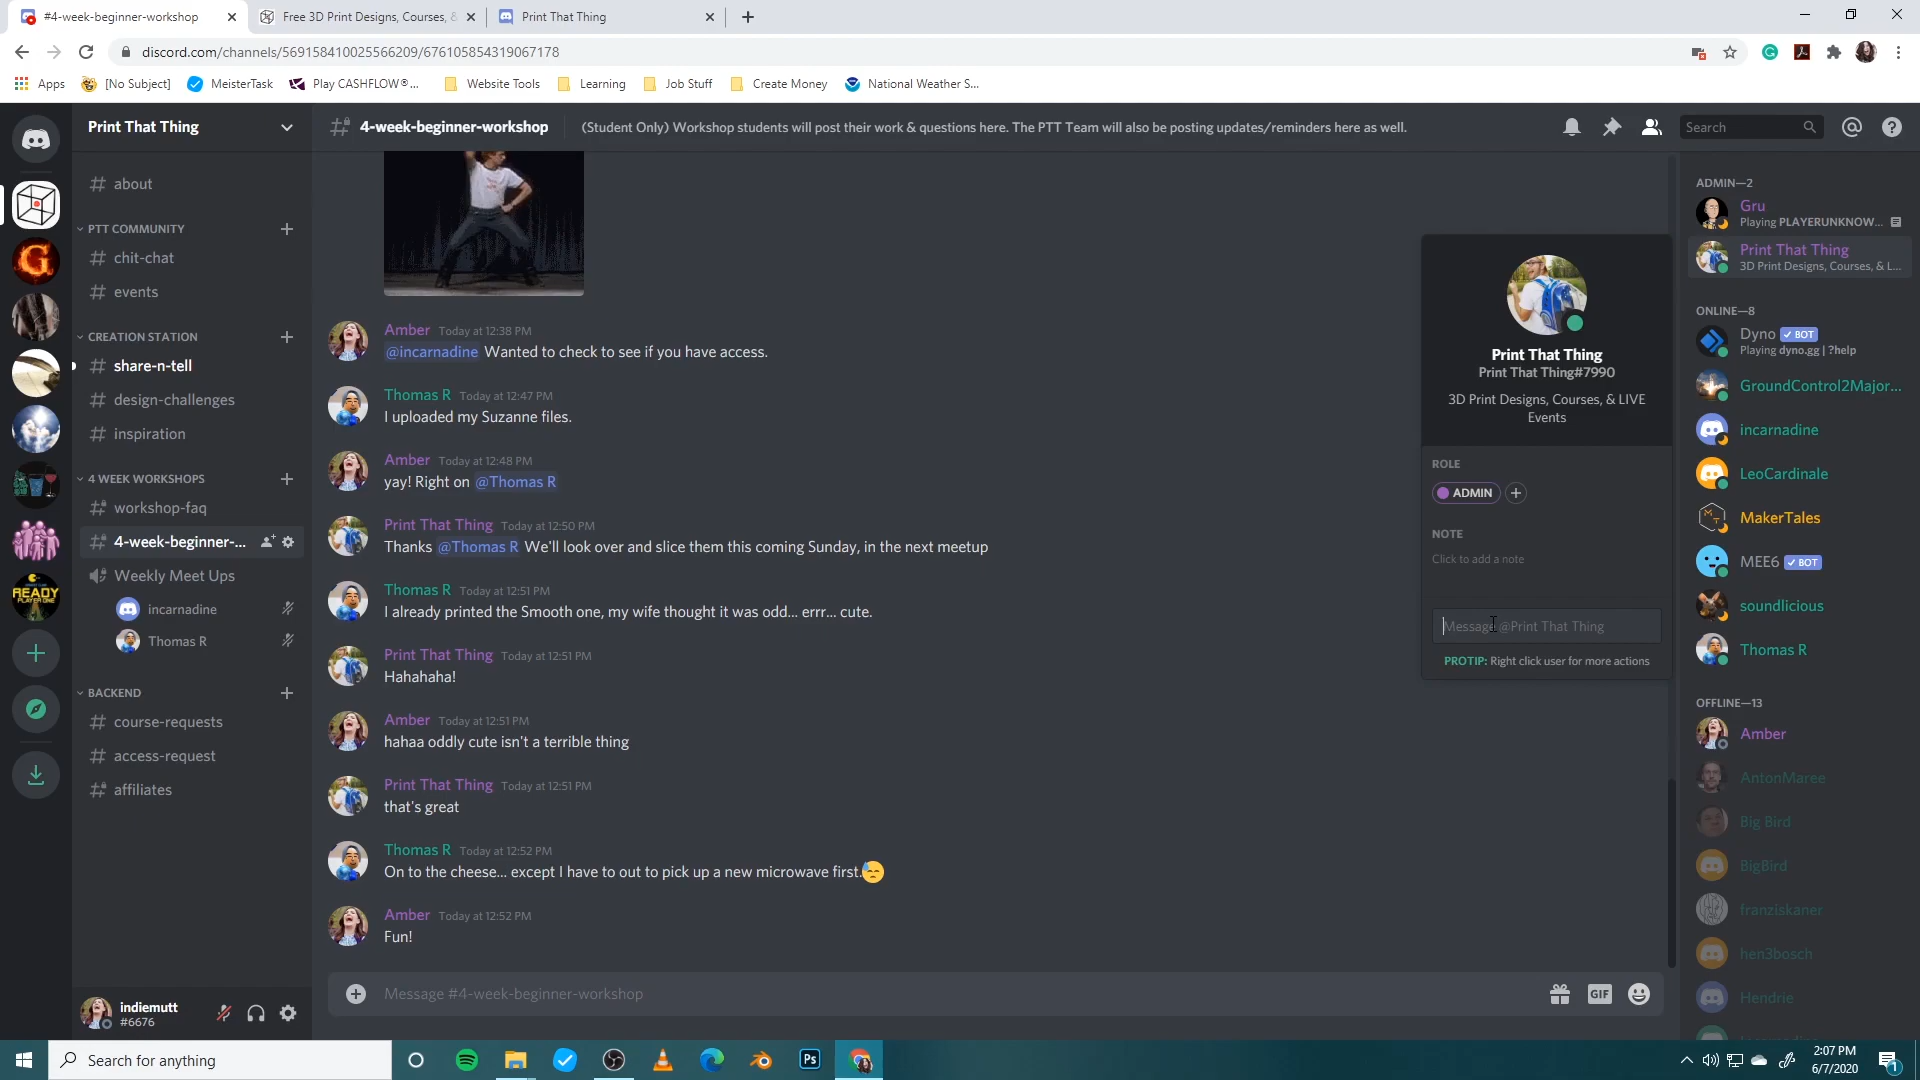 #4-week-beginner-workshop
Free 3D Print Designs, Courses, &
Print That Thing
discord.com/channels/569158410025566209/676105854319067178
Apps
[No Subject]
MeisterTask
Play CASHFLOW®...
Website Tools
Learning
Job Stuff
Create Money
National Weather S...
Print That Thing
4-week-beginner-workshop
(Student Only) Workshop students will post their work & questions here. The PTT Team will also be posting updates/reminders here as well.
Search
about
PTT COMMUNITY
chit-chat
events
CREATION STATION
share-n-tell
design-challenges
inspiration
4 WEEK WORKSHOPS
workshop-faq
4-week-beginner-...
Weekly Meet Ups
incarnadine
Thomas R
BACKEND
course-requests
access-request
affiliates
READY
PLAYER ONE
indiemutt
#6676
Amber Today at 12:38 PM
@incarnadine Wanted to check to see if you have access.
Thomas R Today at 12:47 PM
I uploaded my Suzanne files.
Amber Today at 12:48 PM
yay! Right on @Thomas R
Print That Thing Today at 12:50 PM
Thanks @Thomas R We'll look over and slice them this coming Sunday, in the next meetup
Thomas R Today at 12:51 PM
I already printed the Smooth one, my wife thought it was odd... errr... cute.
Print That Thing Today at 12:51 PM
Hahahaha!
Amber Today at 12:51 PM
hahaa oddly cute isn't a terrible thing
Print That Thing Today at 12:51 PM
that's great
Thomas R Today at 12:52 PM
On to the cheese... except I have to out to pick up a new microwave first.
Amber Today at 12:52 PM
Fun!
Message #4-week-beginner-workshop
GIF
Print That Thing
Print That Thing#7990
3D Print Designs, Courses, & LIVE
Events
ROLE
ADMIN
NOTE
Click to add a note
Message @Print That Thing
PROTIP: Right click user for more actions
ADMIN—2
Gru
Playing PLAYERUNKNOW...
Print That Thing
3D Print Designs, Courses, & L...
ONLINE—8
Dyno BOT
Playing dyno.gg | ?help
GroundControl2Major...
incarnadine
LeoCardinale
MakerTales
MEE6 BOT
soundlicious
Thomas R
OFFLINE—13
Amber
AntonMaree
Big Bird
BigBird
franziskaner
hen3bosch
Hendrie
Search for anything
Ps
2:07 PM
6/7/2020
1